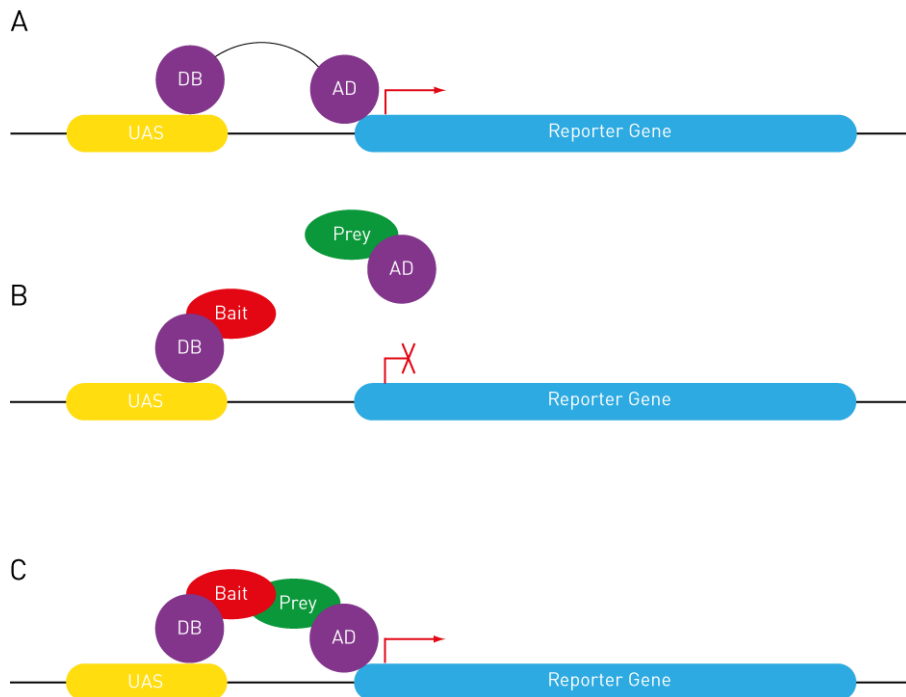 A
DB
AD
UAS
Reporter Gene
Prey
AD
B
Bait
DB
UAS
Reporter Gene
C
Bait
Prey
DB
AD
UAS
Reporter Gene